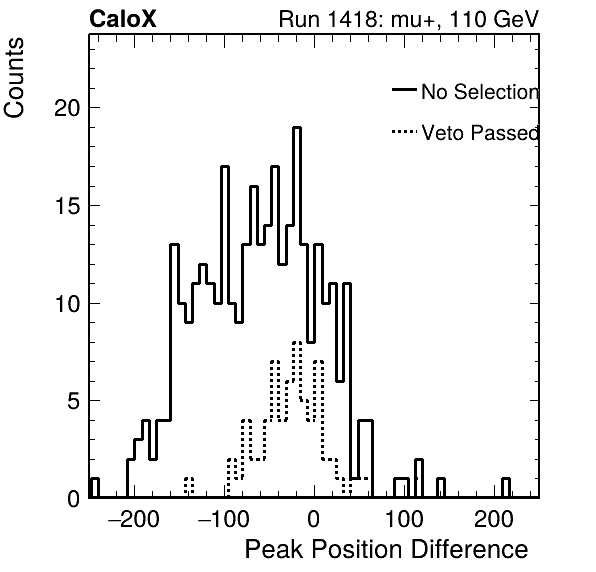 CaloX Run 1418: mu+, 110 GeV
Counts
No Selection
Veto Passed
20
15
10
5
0
−200 −100 0 100 200
Peak Position Difference